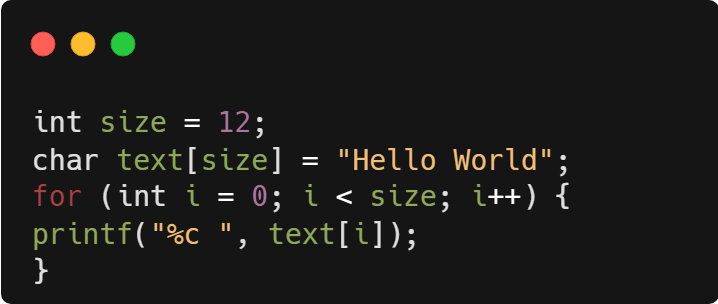 int size = 12;
char text[size] = "Hello World";
for (int i = 0; i < size; i++) {
printf("%c ", text[i]);
}